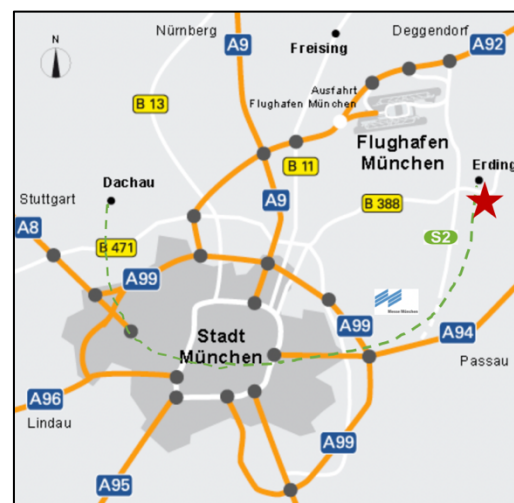 N
Nürnberg
A9
Freising
Deggendorf
A92
B 13
Ausfahrt
Flughafen München
Flughafen
München
B 11
Erding
Dachau
Stuttgart
A9
B 388
A8
B 471
S2
A99
Stadt
München
A99
A94
Passau
A96
Lindau
A99
A95